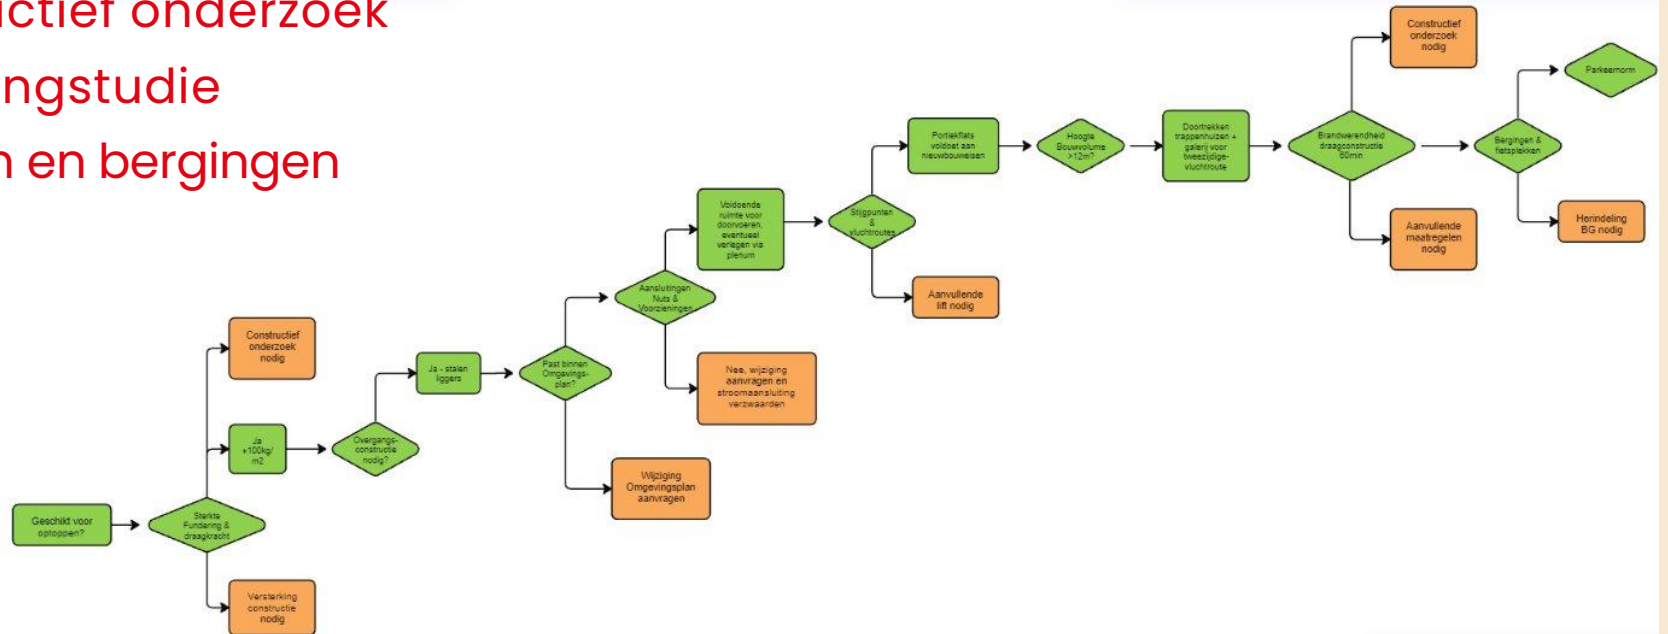 ctief onderzoek
ngstudie
n en bergingen
Geschikt voor
optoppen?
Sterkte
Fundering &
draagkracht
Constructief
onderzoek
nodig
Ja
+100kg/
m2
Versterking
constructie
nodig
Overgangs-
constructie
nodig?
Ja - stalen
liggers
Past binnen
Omgevings-
plan?
Wijziging
Omgevingsplan
aanvragen
Aansluitingen
Nuts &
Voorzieningen
Voldoende
ruimte voor
doorvoeren,
eventueel
verlegen via
plenum
Nee, wijziging
aanvragen en
stroomaansluiting
verzwaarden
Stijgpunten
&
vluchtroutes
Portiekflats
voldoet aan
nieuwbouweisen
Aanvullende
lift nodig
Hoogte
Bouwvolume
>12m?
Doortrekken
trappenhuizen +
galerij voor
tweezijdige-
vluchtroute
Brandwerendheid
draagconstructie
60min
Constructief
onderzoek
nodig
Aanvullende
maatregelen
nodig
Bergingen &
fietsplekken
Parkeernorm
Herindeling
BG nodig